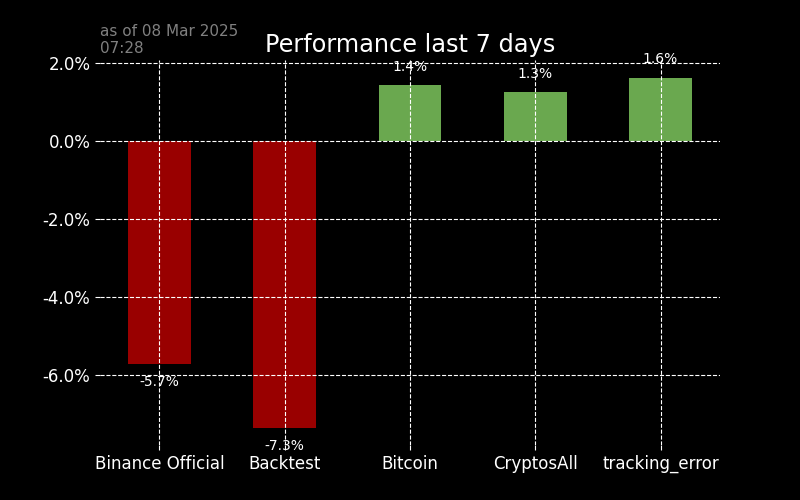 as of 08 Mar 2025
07:28
Performance last 7 days
2.0%
0.0%
-2.0%
-4.0%
-6.0%
1.4%
1.3%
1.6%
-5.7%
-7.3%
Binance Official
Backtest
Bitcoin
CryptosAll
tracking_error